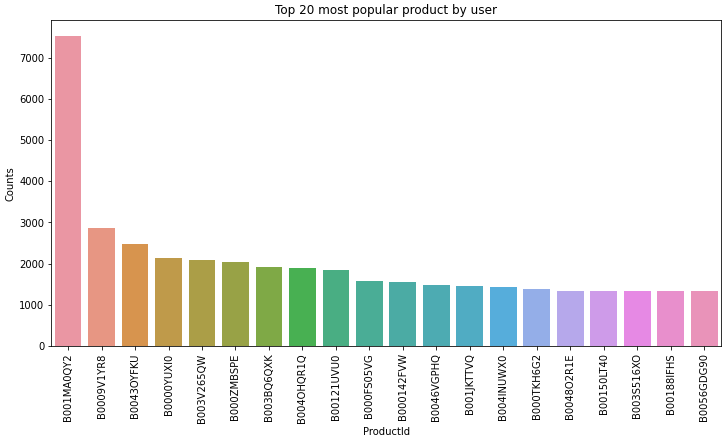 Top 20 most popular product by user
Counts
7000
6000
5000
4000
3000
2000
1000
0
B001MA0QY2
B0009V1YR8
B0043OYFKU
B0000YUXI0
B003V265QW
B000ZMBSPE
B003BQ6QXK
B004OHQR1Q
B00121UVU0
B000FS05VG
B000142FVW
B0046VGPHQ
B001JKTTVQ
B004INUWX0
B000TKH6G2
B0048O2R1E
B00150LT40
B003S516XO
B00188IFHS
B0056GDG90
ProductId